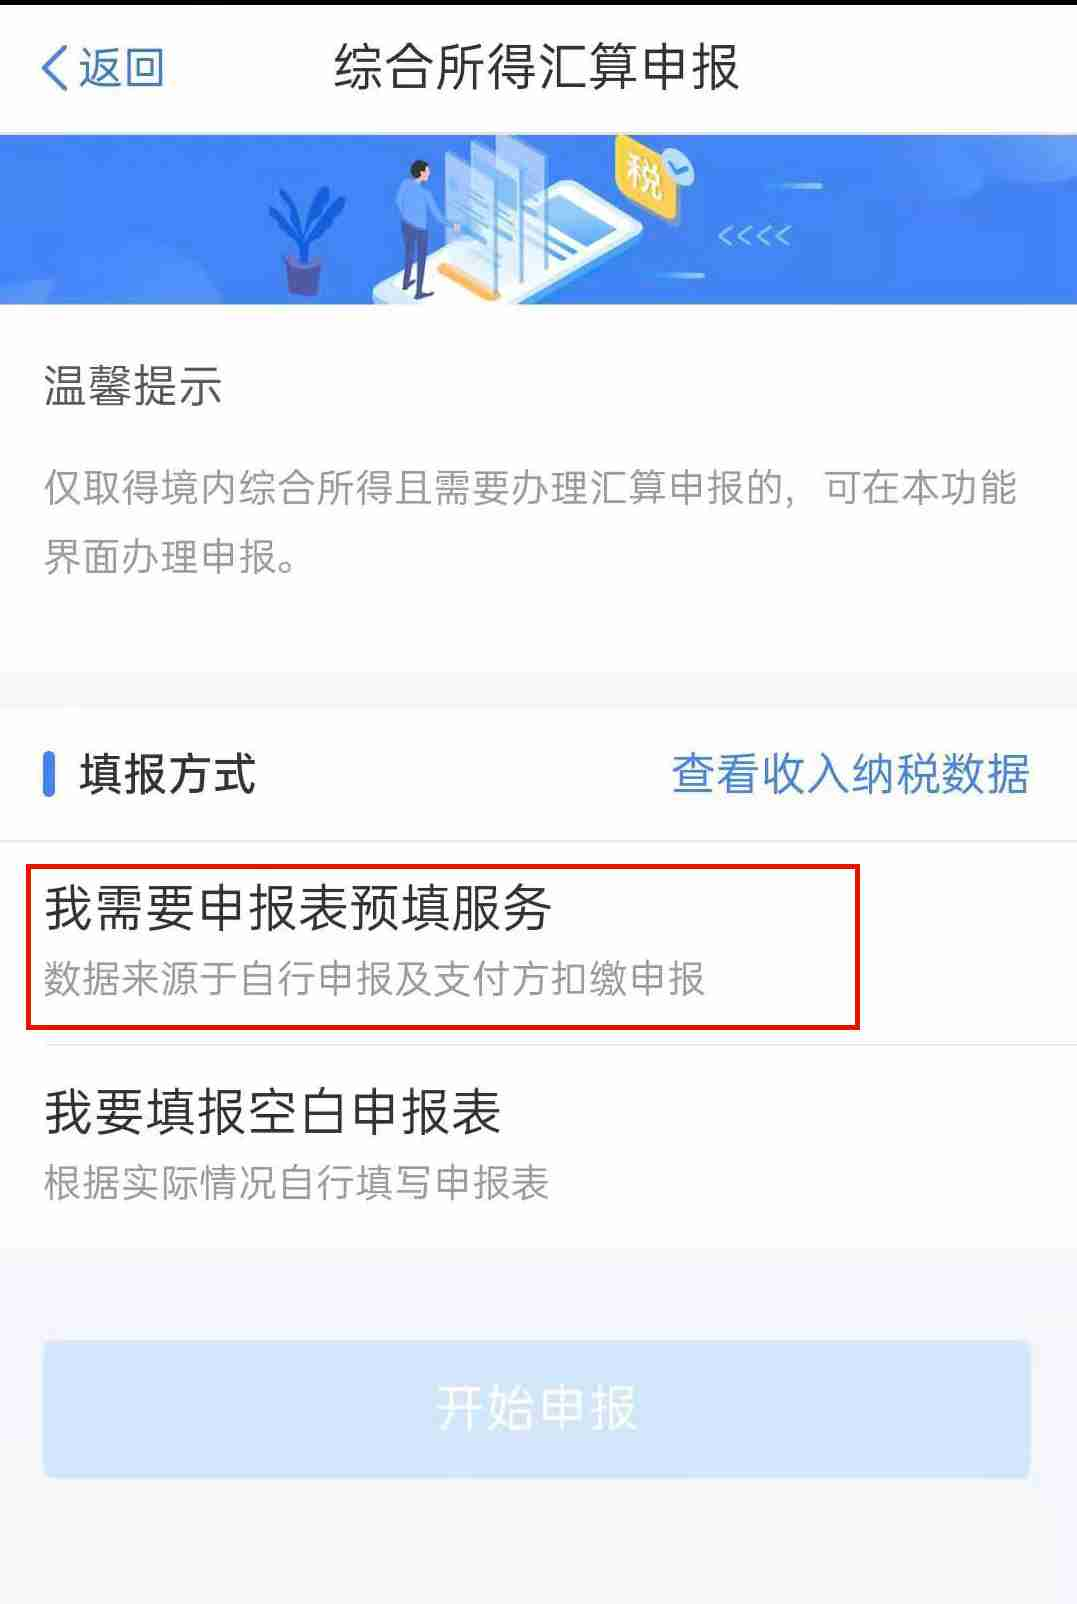 返回
综合所得汇算申报
税
温馨提示
仅取得境内综合所得且需要办理汇算申报的，可在本功能
界面办理申报。
填报方式
查看收入纳税数据
我需要申报表预填服务
数据来源于自行申报及支付方扣缴申报
我要填报空白申报表
根据实际情况自行填写申报表
开始申报